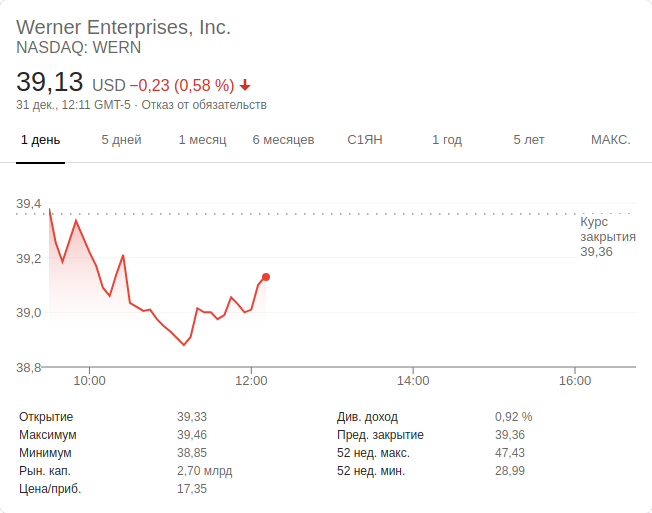 Werner Enterprises, Inc.
NASDAQ: WERN
39,13 USD −0,23 (0,58 %)
31 дек., 12:11 GMT-5 · Отказ от обязательств
1 день 5 дней 1 месяц 6 месяцев С1ЯН 1 год 5 лет МАКС.
39,4
Курс
закрытия
39,36
39,2
39,0
38,8
10:00 12:00 14:00 16:00
Открытие 39,33 Див. доход 0,92 %
Максимум 39,46 Пред. закрытие 39,36
Минимум 38,85 52 нед. макс. 47,43
Рын. кап. 2,70 млрд 52 нед. мин. 28,99
Цена/приб. 17,35